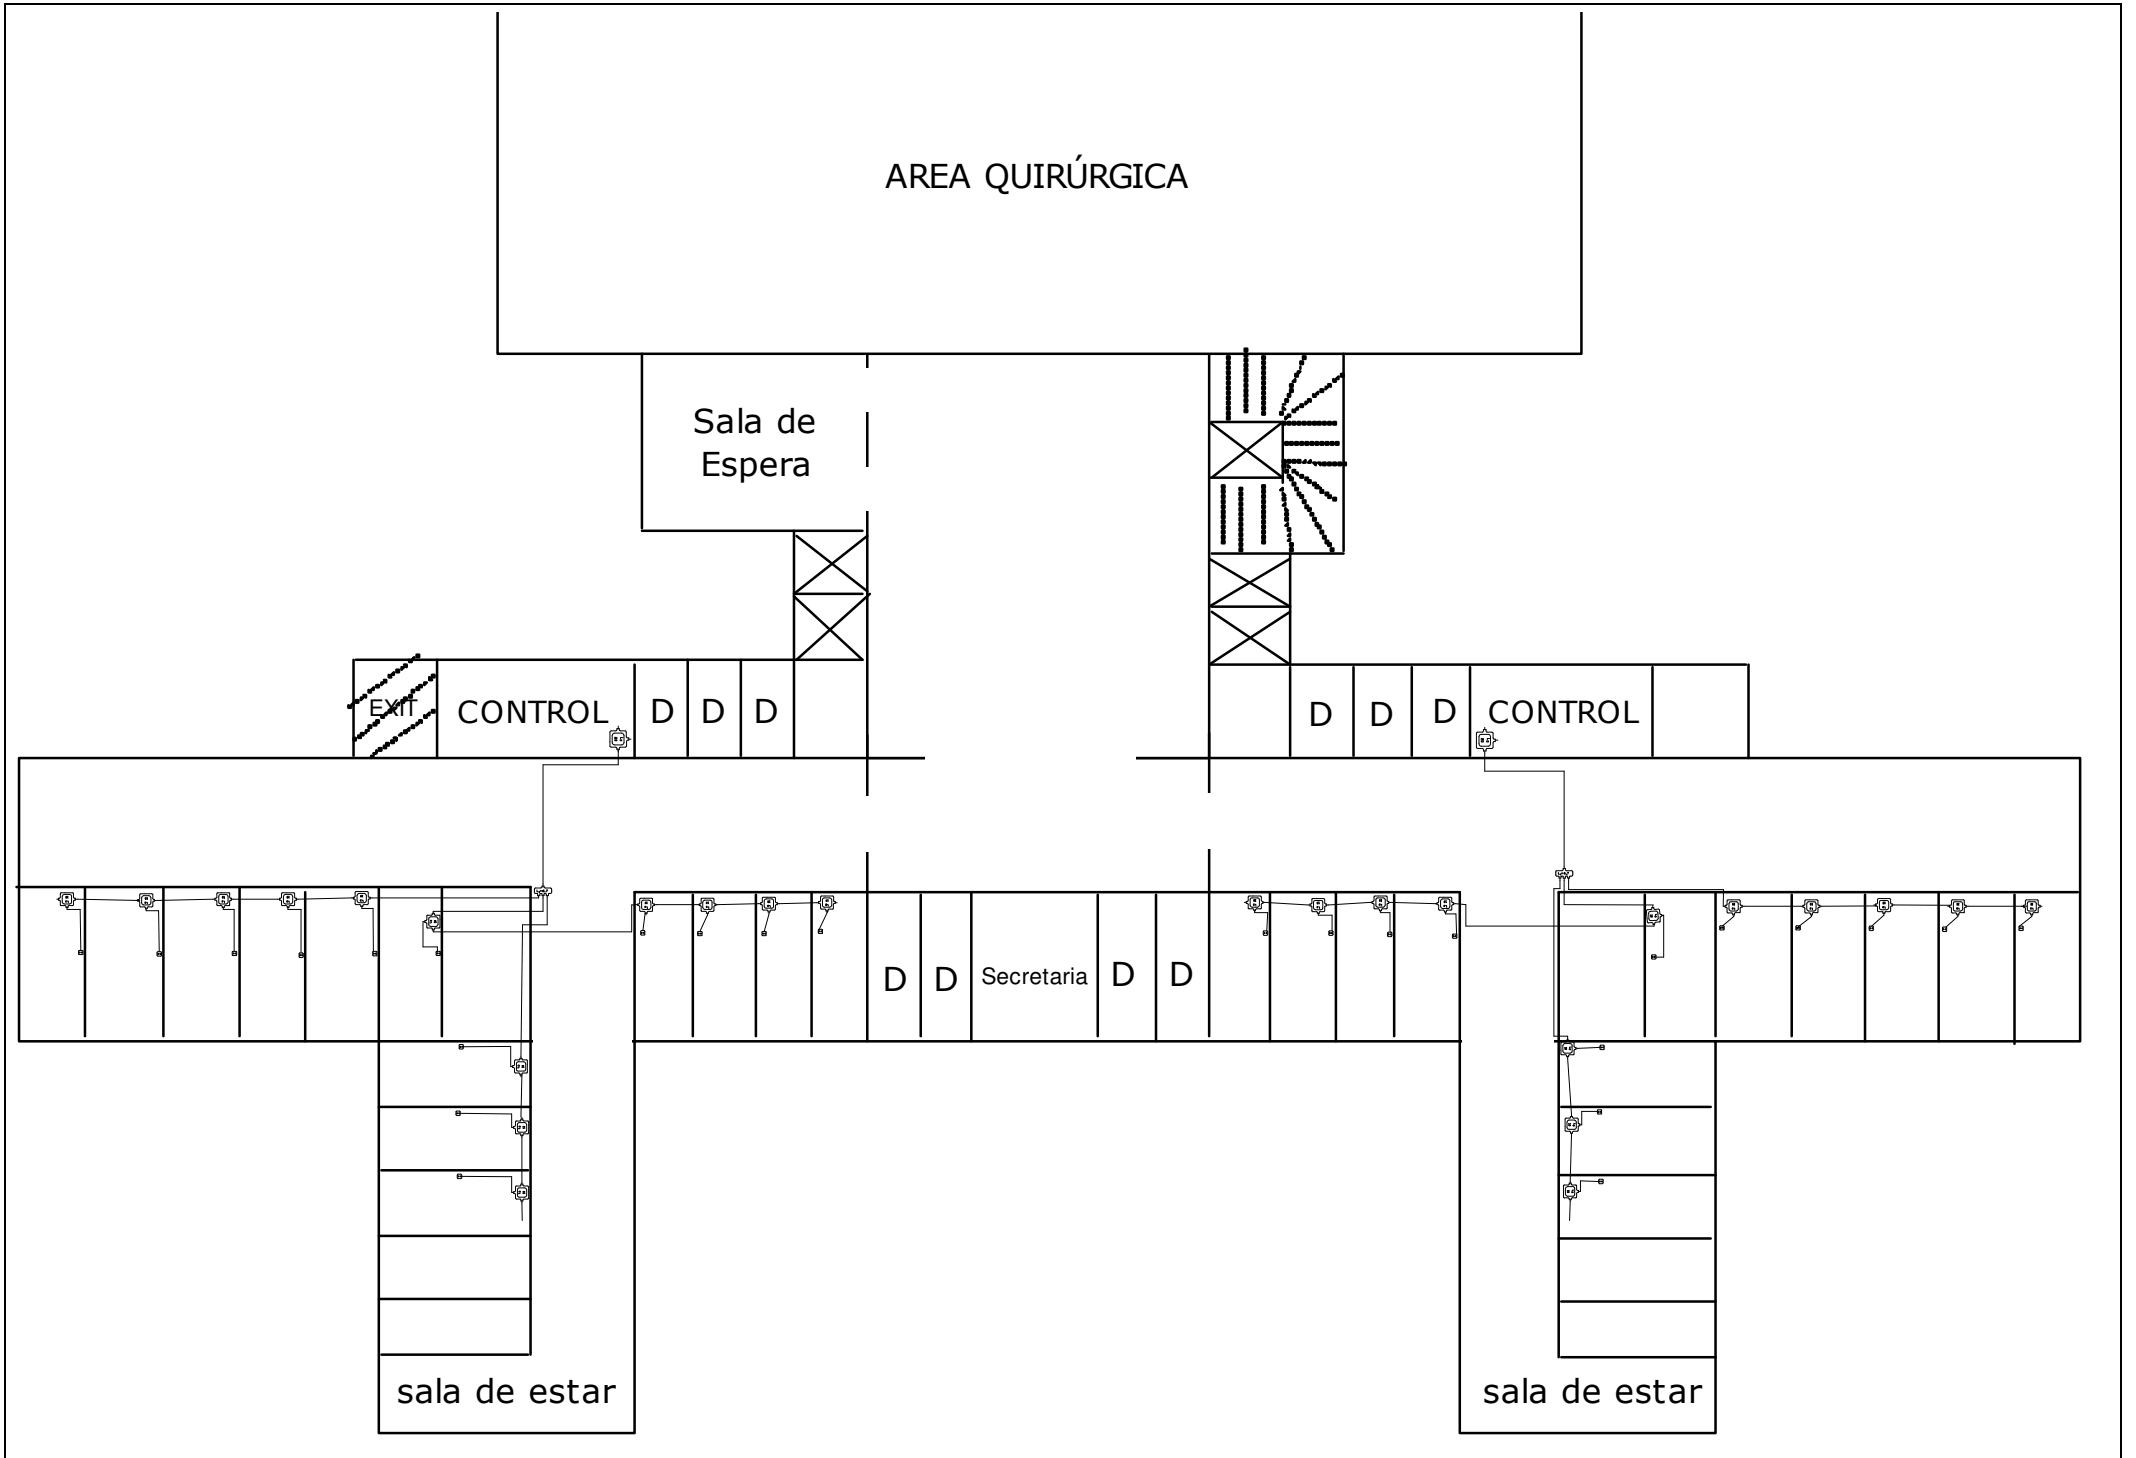 AREA QUIRÚRGICA
Sala de
Espera
EXIT
CONTROL
D
D
D
D
D
D
CONTROL
D
D
Secretaria
D
D
sala de estar
sala de estar